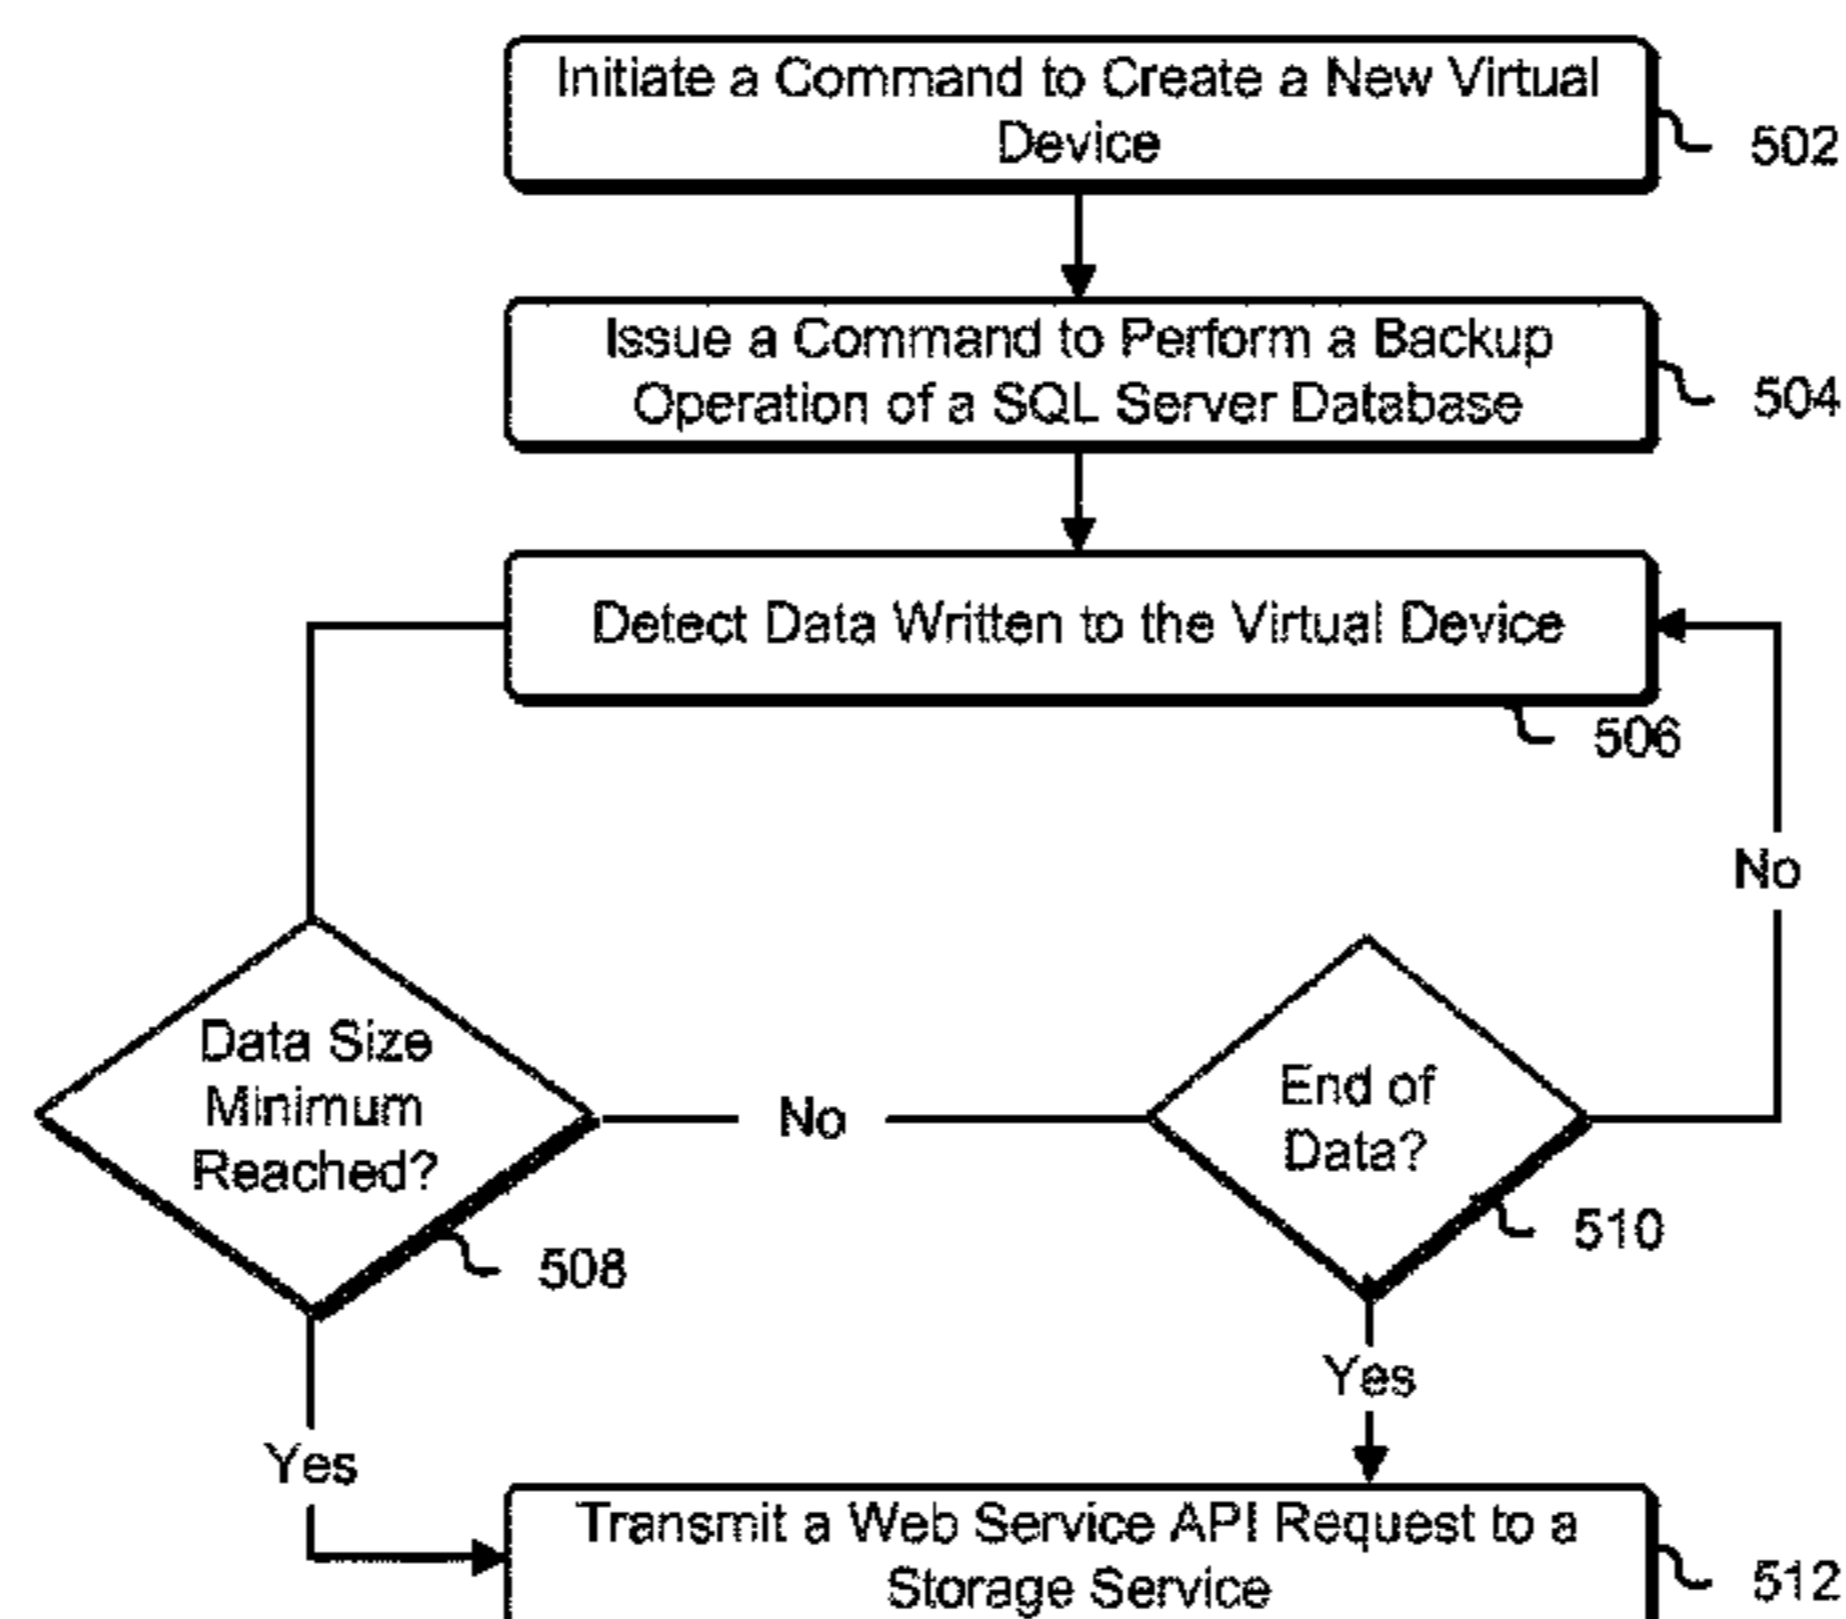 Initiate a Command to Create a New Virtual
Device
502
Issue a Command to Perform a Backup
Operation of a SQL Server Database
504
Detect Data Written to the Virtual Device
506
No
Data Size
Minimum
Reached?
508
No
End of
Data?
510
Yes
Yes
Transmit a Web Service API Request to a
Storage Service
512